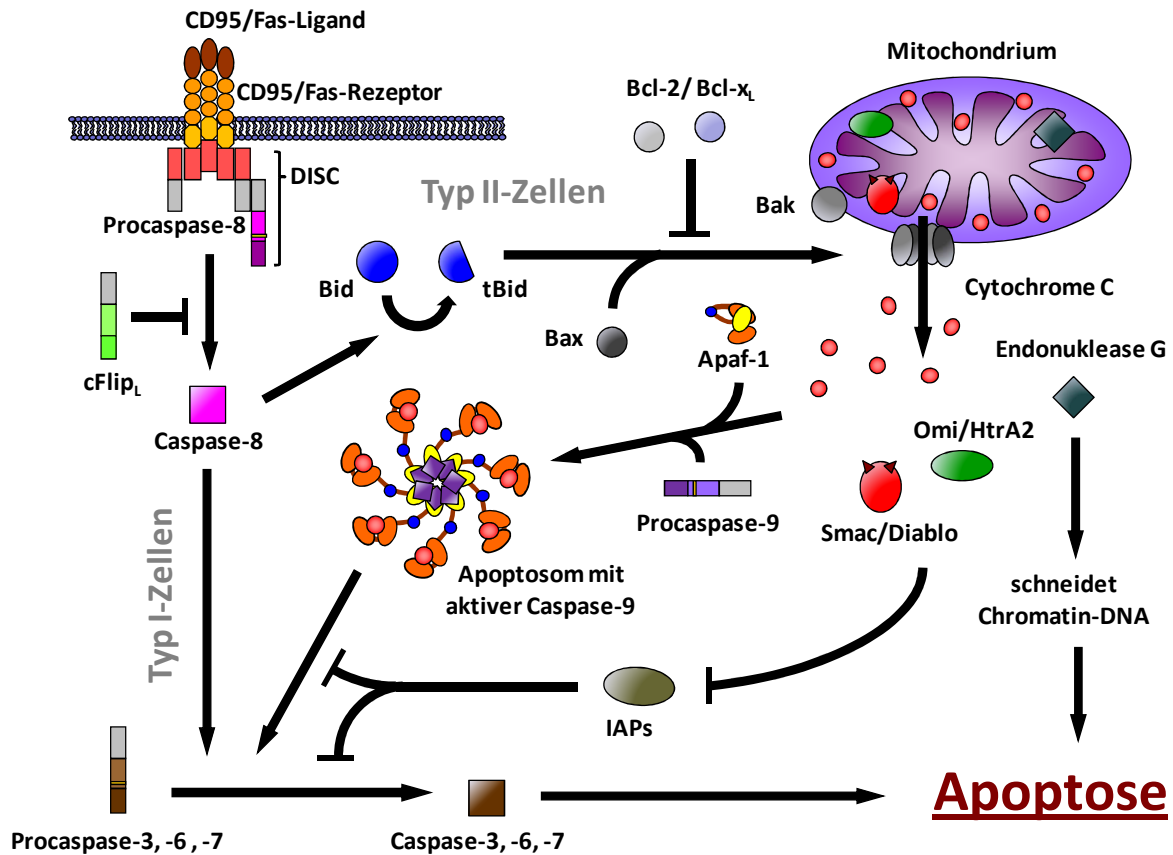 CD95/Fas-Ligand
CD95/Fas-Rezeptor
DISC
Procaspase-8
cFlipL
Caspase-8
Typ I-Zellen
Typ II-Zellen
Bid
tBid
Bcl-2/ Bcl-xL
Bax
Mitochondrium
Bak
Cytochrome C
Apaf-1
Endonuklease G
Omi/HtrA2
Procaspase-9
Smac/Diablo
Apoptosom mit
aktiver Caspase-9
schneidet
Chromatin-DNA
IAPs
Procaspase-3, -6 , -7
Caspase-3, -6, -7
Apoptose